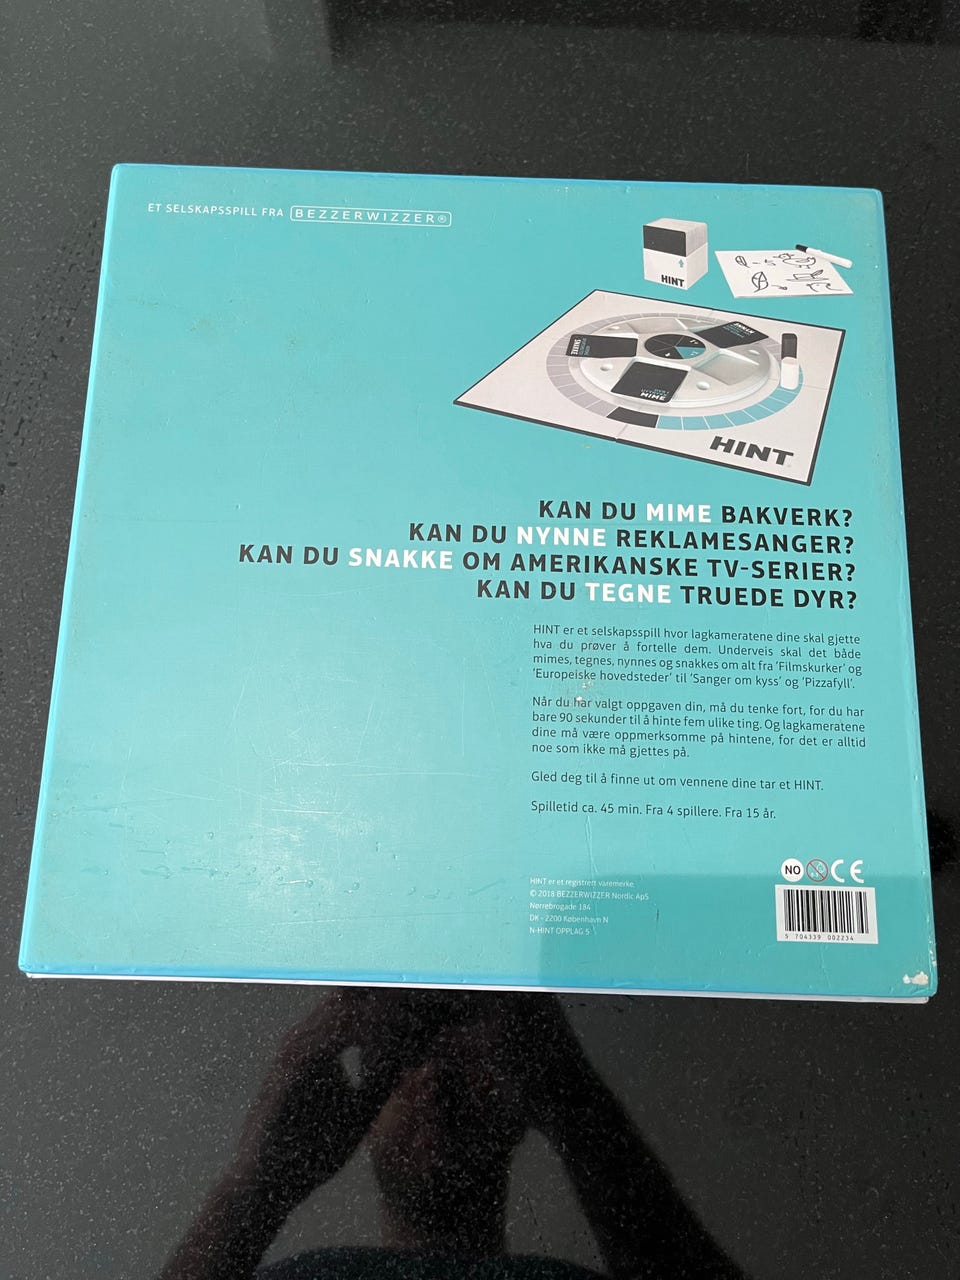 ET SELSKAPSSPILL FRA BEZZERWIZZER®
HINT
HINT
SNAKKE
MIME
KAN DU MIME BAKVERK?
KAN DU NYNNE REKLAMESANGER?
KAN DU SNAKKE OM AMERIKANSKE TV-SERIER?
KAN DU TEGNE TRUEDE DYR?
HINT er et selskapsspill hvor lagkameratene dine skal gjette
hva du prøver å fortelle dem. Underveis skal det både
mimes, tegnes, nynnes og snakkes om alt fra 'Filmskurker' og
'Europeiske hovedsteder' til 'Sanger om kyss' og 'Pizzafyll'.
Når du har valgt oppgaven din, må du tenke fort, for du har
bare 90 sekunder til å hinte fem ulike ting. Og lagkameratene
dine må være oppmerksomme på hintene, for det er alltid
noe som ikke må gjettes på.
Gled deg til å finne ut om vennene dine tar et HINT.
Spilletid ca. 45 min. Fra 4 spillere. Fra 15 år.
HINT er et registrert varemerke
© 2018 BEZZERWIZZER Nordic ApS
Nørrebrogade 184
DK - 2200 København N
N-HINT OPPLAG 5
NO CE
5 704339 002234